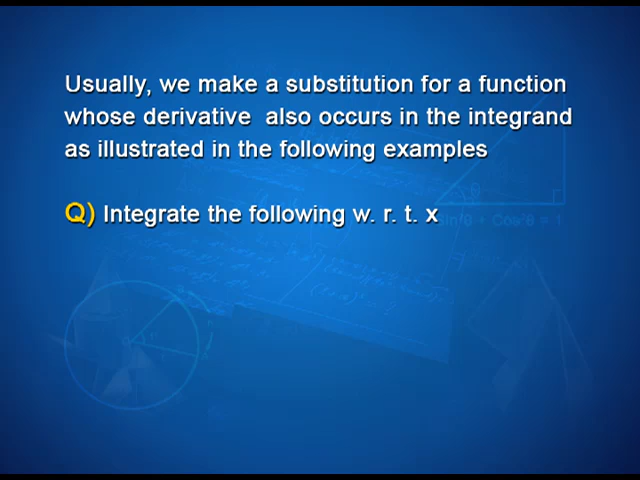 Usually, we make a substitution for a function
whose derivative also occurs in the integrand
as illustrated in the following examples
Q) Integrate the following w. r. t. x